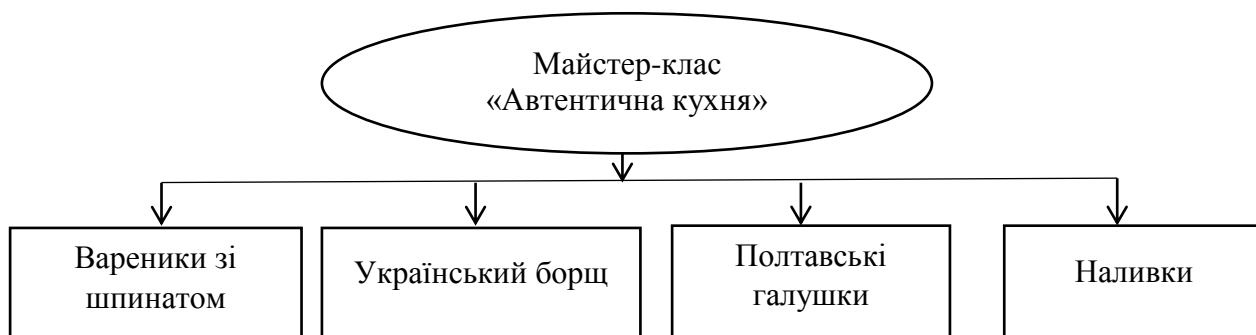 Майстер-клас
«Автентична кухня»
Вареники зі
шпинатом
Український борщ
Полтавські
галушки
Наливки